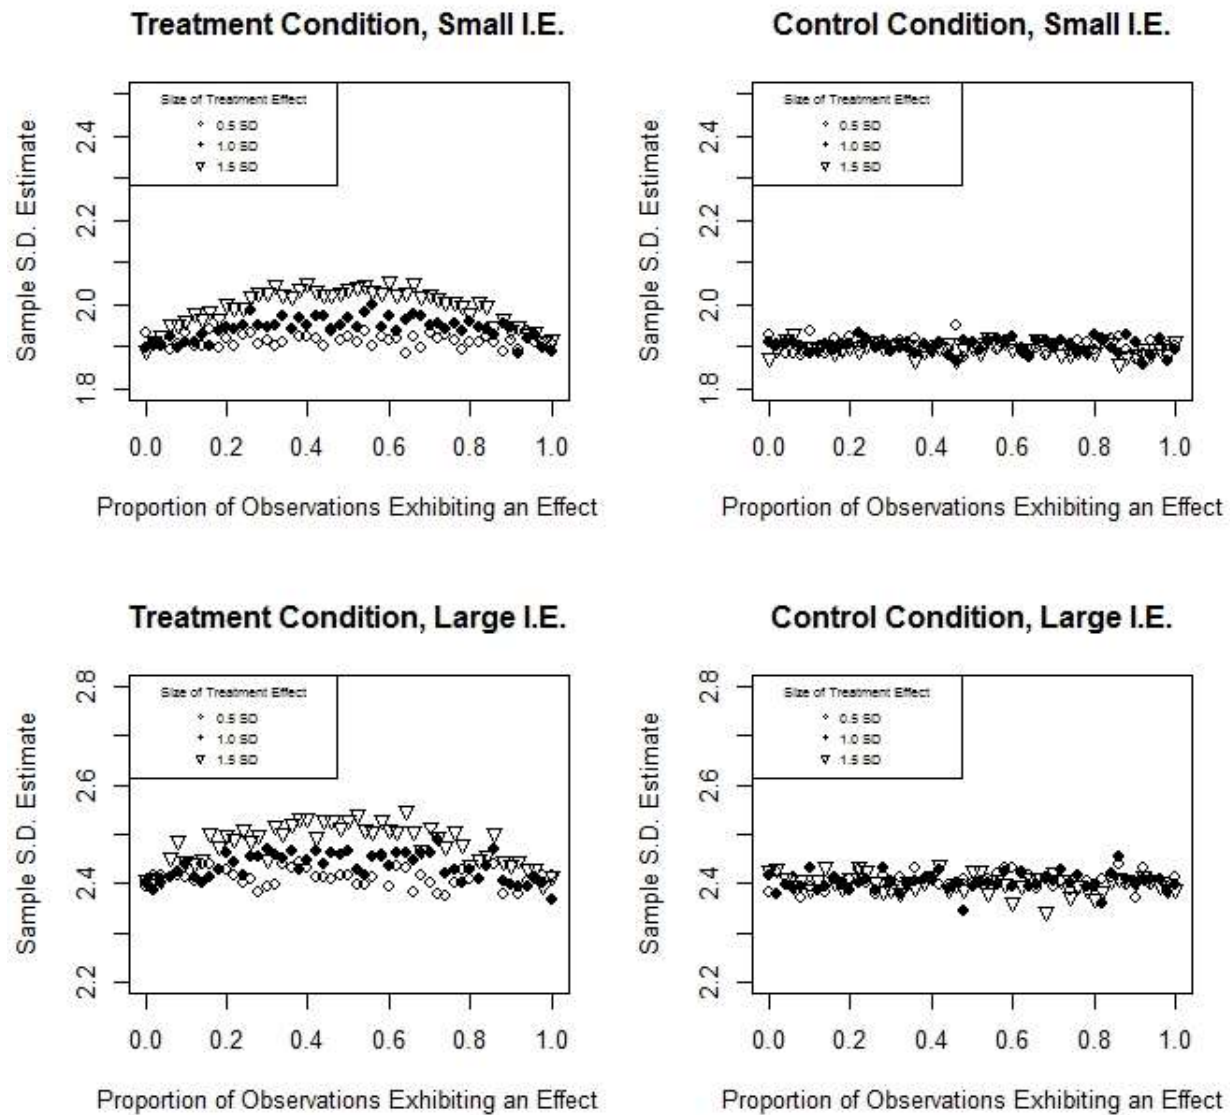 Treatment Condition, Small I.E.
Sample S.D. Estimate
2.4
2.2
2.0
1.8
Size of Treatment Effect
0.5 SD
1.0 SD
1.5 SD
0.0 0.2 0.4 0.6 0.8 1.0
Proportion of Observations Exhibiting an Effect
Control Condition, Small I.E.
Sample S.D. Estimate
2.4
2.2
2.0
1.8
Size of Treatment Effect
0.5 SD
1.0 SD
1.5 SD
0.0 0.2 0.4 0.6 0.8 1.0
Proportion of Observations Exhibiting an Effect
Treatment Condition, Large I.E.
Sample S.D. Estimate
2.8
2.6
2.4
2.2
Size of Treatment Effect
0.5 SD
1.0 SD
1.5 SD
0.0 0.2 0.4 0.6 0.8 1.0
Proportion of Observations Exhibiting an Effect
Control Condition, Large I.E.
Sample S.D. Estimate
2.8
2.6
2.4
2.2
Size of Treatment Effect
0.5 SD
1.0 SD
1.5 SD
0.0 0.2 0.4 0.6 0.8 1.0
Proportion of Observations Exhibiting an Effect